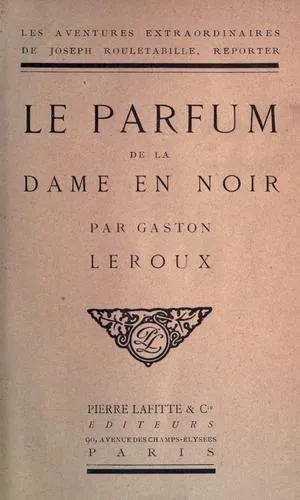 LES AVENTURES EXTRAORDINAIRES
DE JOSEPH ROULETABILLE, REPORTER
LE PARFUM
DE LA
DAME EN NOIR
PAR GASTON
LEROUX
PL
PIERRE LAFITTE & Cie
ÉDITEURS
90, AVENUE DES CHAMPS-ÉLYSÉES
PARIS